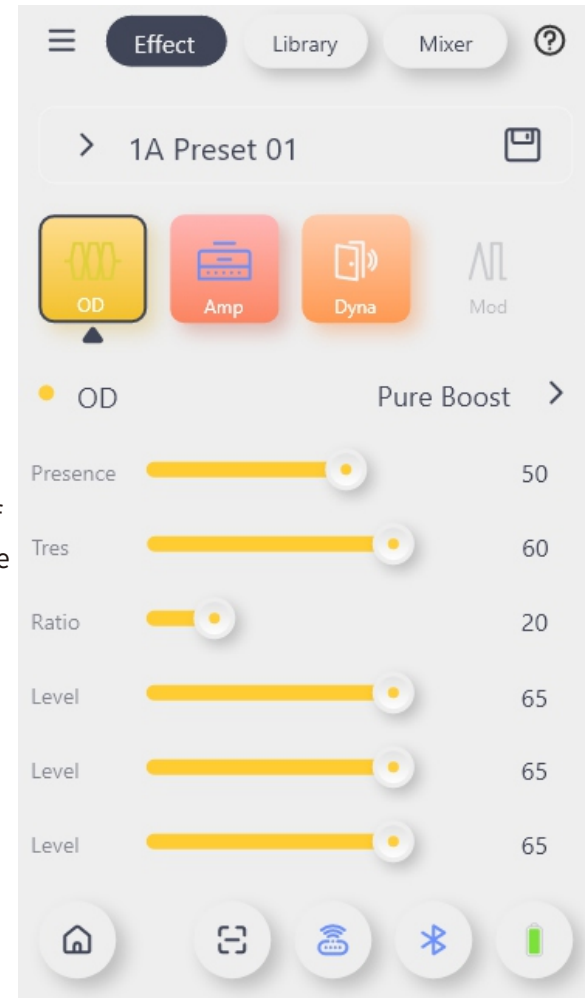 Effect Library Mixer
1A Preset 01
OD Amp Dyna Mod
OD Pure Boost
Presence 50
Tres 60
Ratio 20
Level 65
Level 65
Level 65